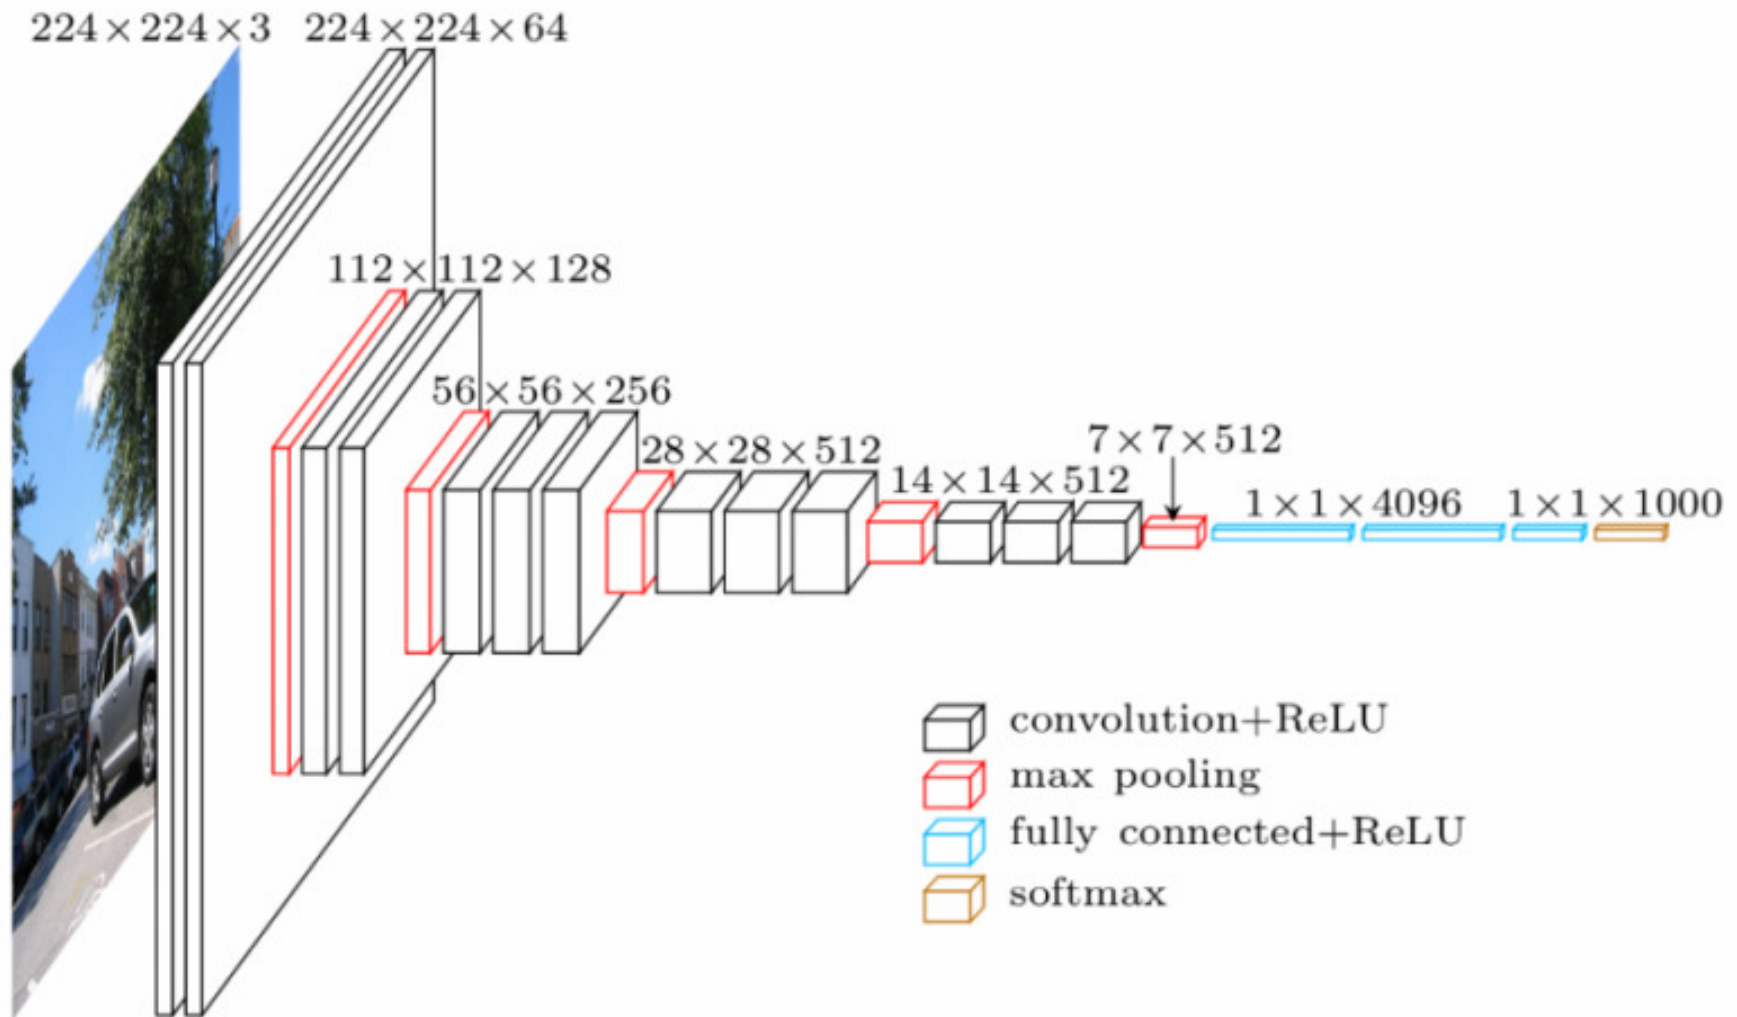 224×224×3
224×224×64
112×112×128
56×56×256
28×28×512
14×14×512
7×7×512
1×1×4096
1×1×1000
convolution+ReLU
max pooling
fully connected+ReLU
softmax